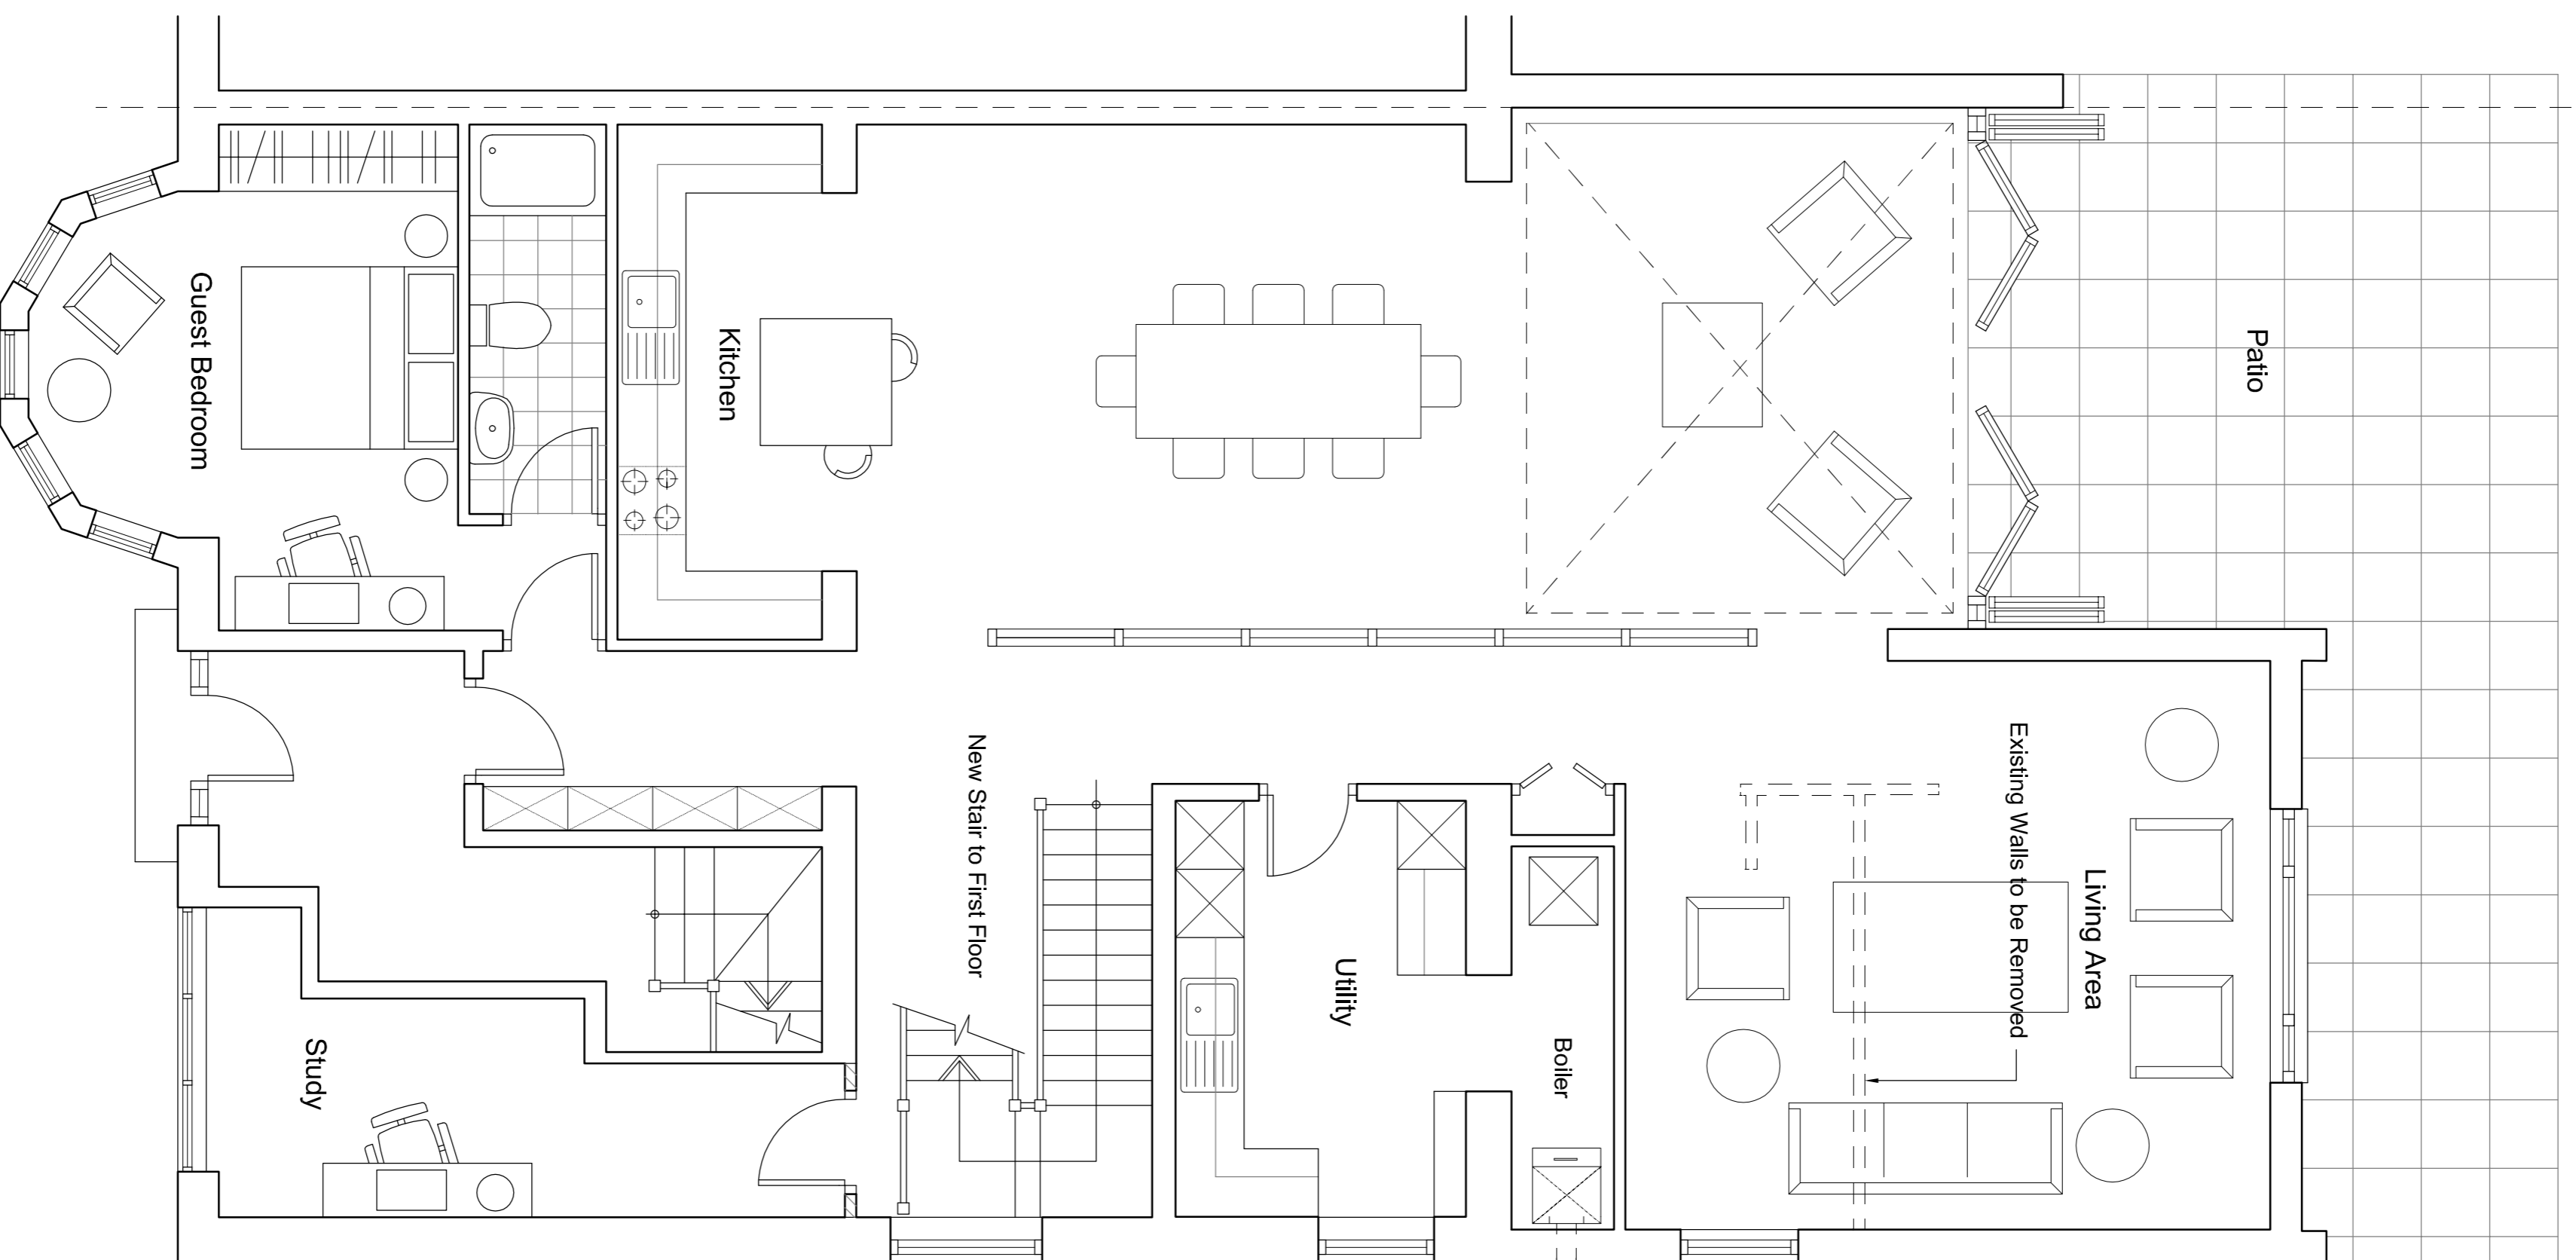 Guest Bedroom
Kitchen
Patio
New Stair to First Floor
Existing Walls to be Removed
Living Area
Utility
Boiler
Study